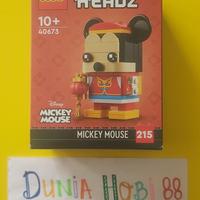 HEADZ
10+
40673
Disney
MICKEY MOUSE
MICKEY MOUSE 215
DUNIA HOBI 88